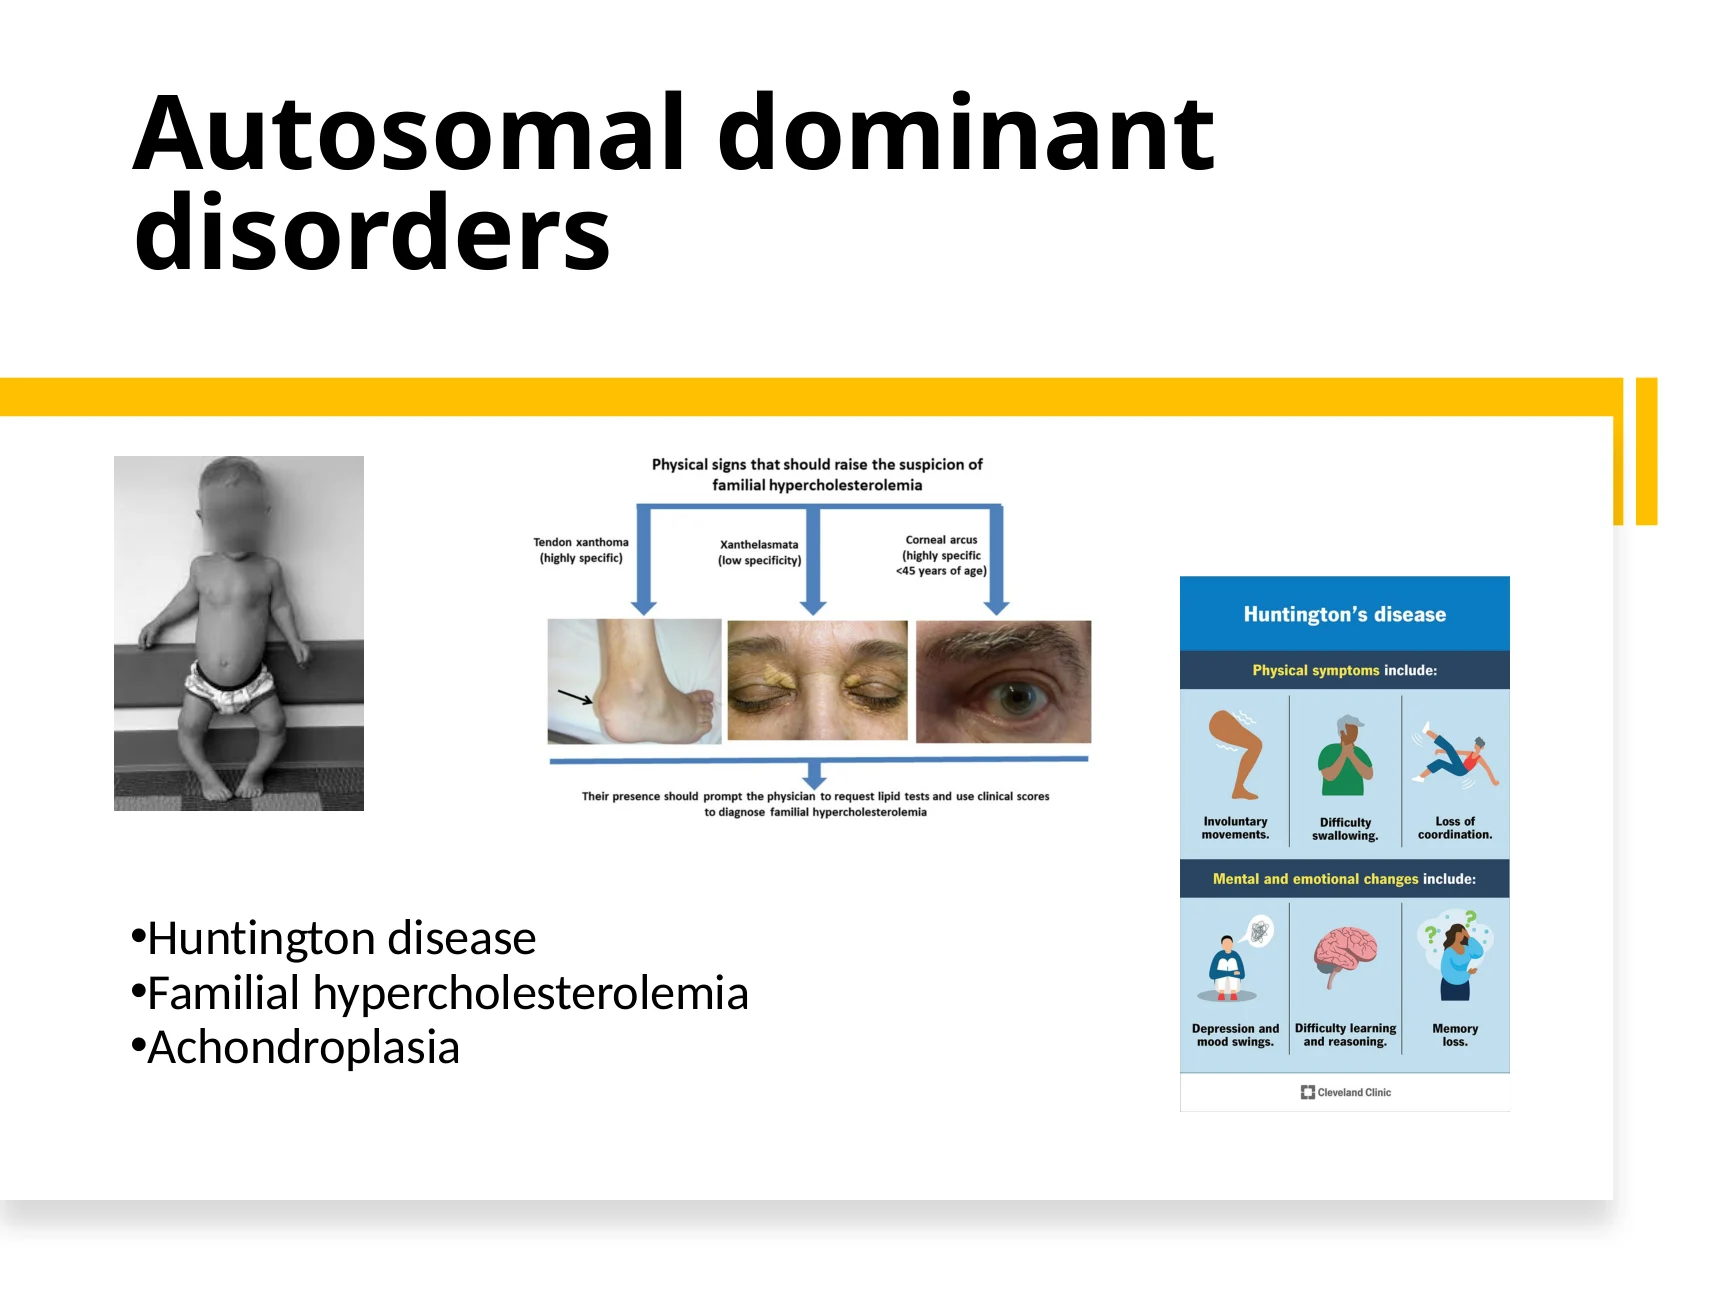 Autosomal dominant
disorders
Physical signs that should raise the suspicion of
familial hypercholesterolemia
Tendon xanthoma
(highly specific)
Xanthelasmata
(low specificity)
Corneal arcus
(highly specific
<45 years of age)
Their presence should prompt the physician to request lipid tests and use clinical scores
to diagnose familial hypercholesterolemia
Huntington's disease
Physical symptoms include:
Involuntary
movements.
Difficulty
swallowing.
Loss of
coordination.
Mental and emotional changes include:
Depression and
mood swings.
Difficulty learning
and reasoning.
Memory
loss.
Cleveland Clinic
•Huntington disease
•Familial hypercholesterolemia
•Achondroplasia